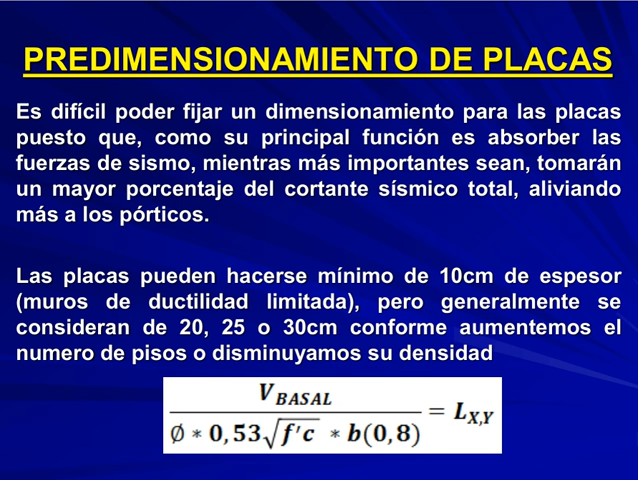 PREDIMENSIONAMIENTO DE PLACAS
Es difícil poder fijar un dimensionamiento para las placas
puesto que, como su principal función es absorber las
fuerzas de sismo, mientras más importantes sean, tomarán
un mayor porcentaje del cortante sísmico total, aliviando
más a los pórticos.
Las placas pueden hacerse mínimo de 10cm de espesor
(muros de ductilidad limitada), pero generalmente se
consideran de 20, 25 o 30cm conforme aumentemos el
numero de pisos o disminuyamos su densidad
V_BASAL
∅ * 0,53√f'c * b(0,8) = L_X,Y